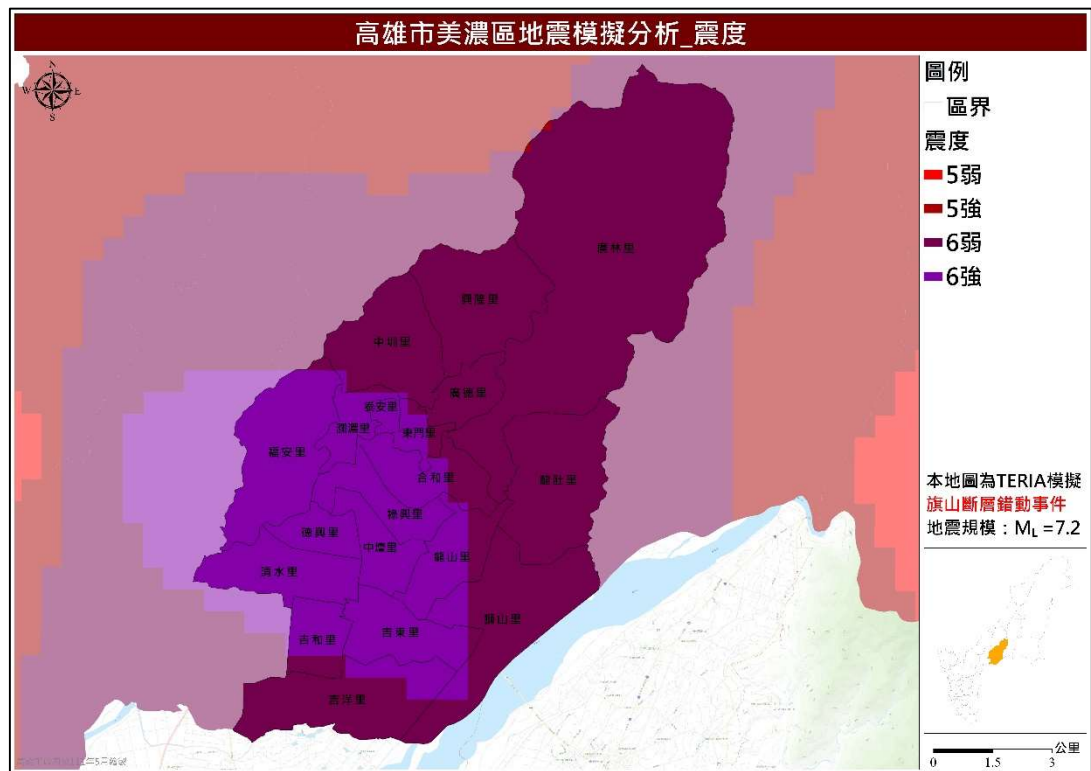 高雄市美濃區地震模擬分析_震度
N
W
E
S
圖例
區界
震度
5弱
5強
6弱
6強
廣林里
興隆里
中圳里
廣德里
泰安里
瀰濃里
東門里
福安里
合和里
龍肚里
祿興里
德興里
中壇里
龍山里
清水里
獅山里
吉和里
吉東里
吉洋里
本地圖為TERIA模擬
旗山斷層錯動事件
地震規模：ML =7.2
公里
0 1.5 3